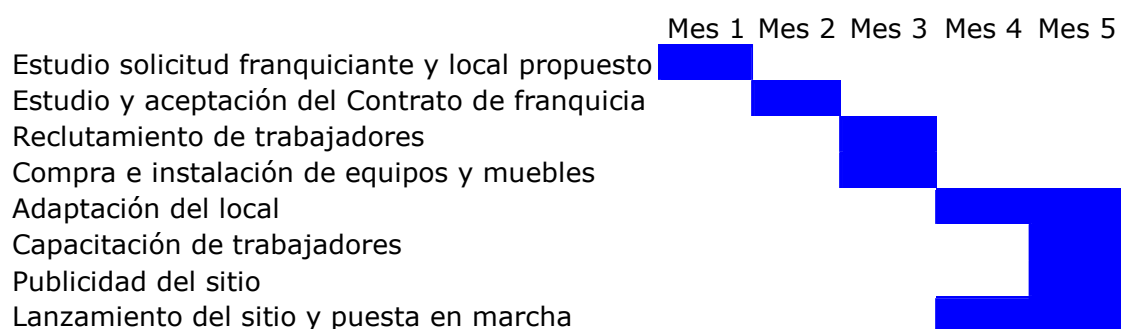 Mes 1 Mes 2 Mes 3 Mes 4 Mes 5
Estudio solicitud franquiciante y local propuesto
Estudio y aceptación del Contrato de franquicia
Reclutamiento de trabajadores
Compra e instalación de equipos y muebles
Adaptación del local
Capacitación de trabajadores
Publicidad del sitio
Lanzamiento del sitio y puesta en marcha